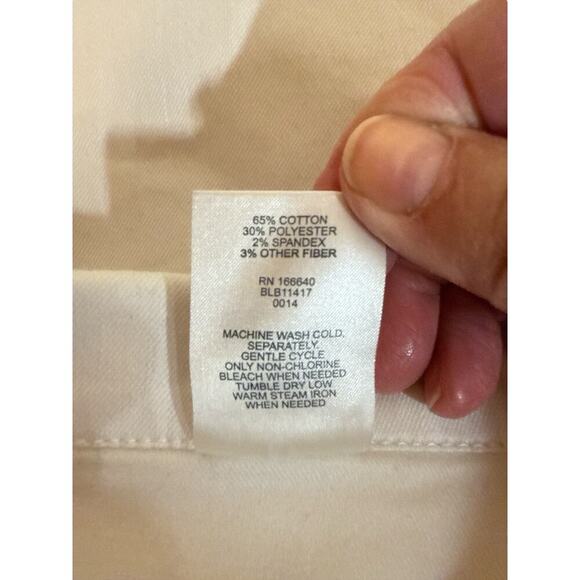 65% COTTON
30% POLYESTER
2% SPANDEX
3% OTHER FIBER
RN 166640
BLB11417
0014
MACHINE WASH COLD.
SEPARATELY.
GENTLE CYCLE
ONLY NON-CHLORINE
BLEACH WHEN NEEDED
TUMBLE DRY LOW
WARM STEAM IRON
WHEN NEEDED